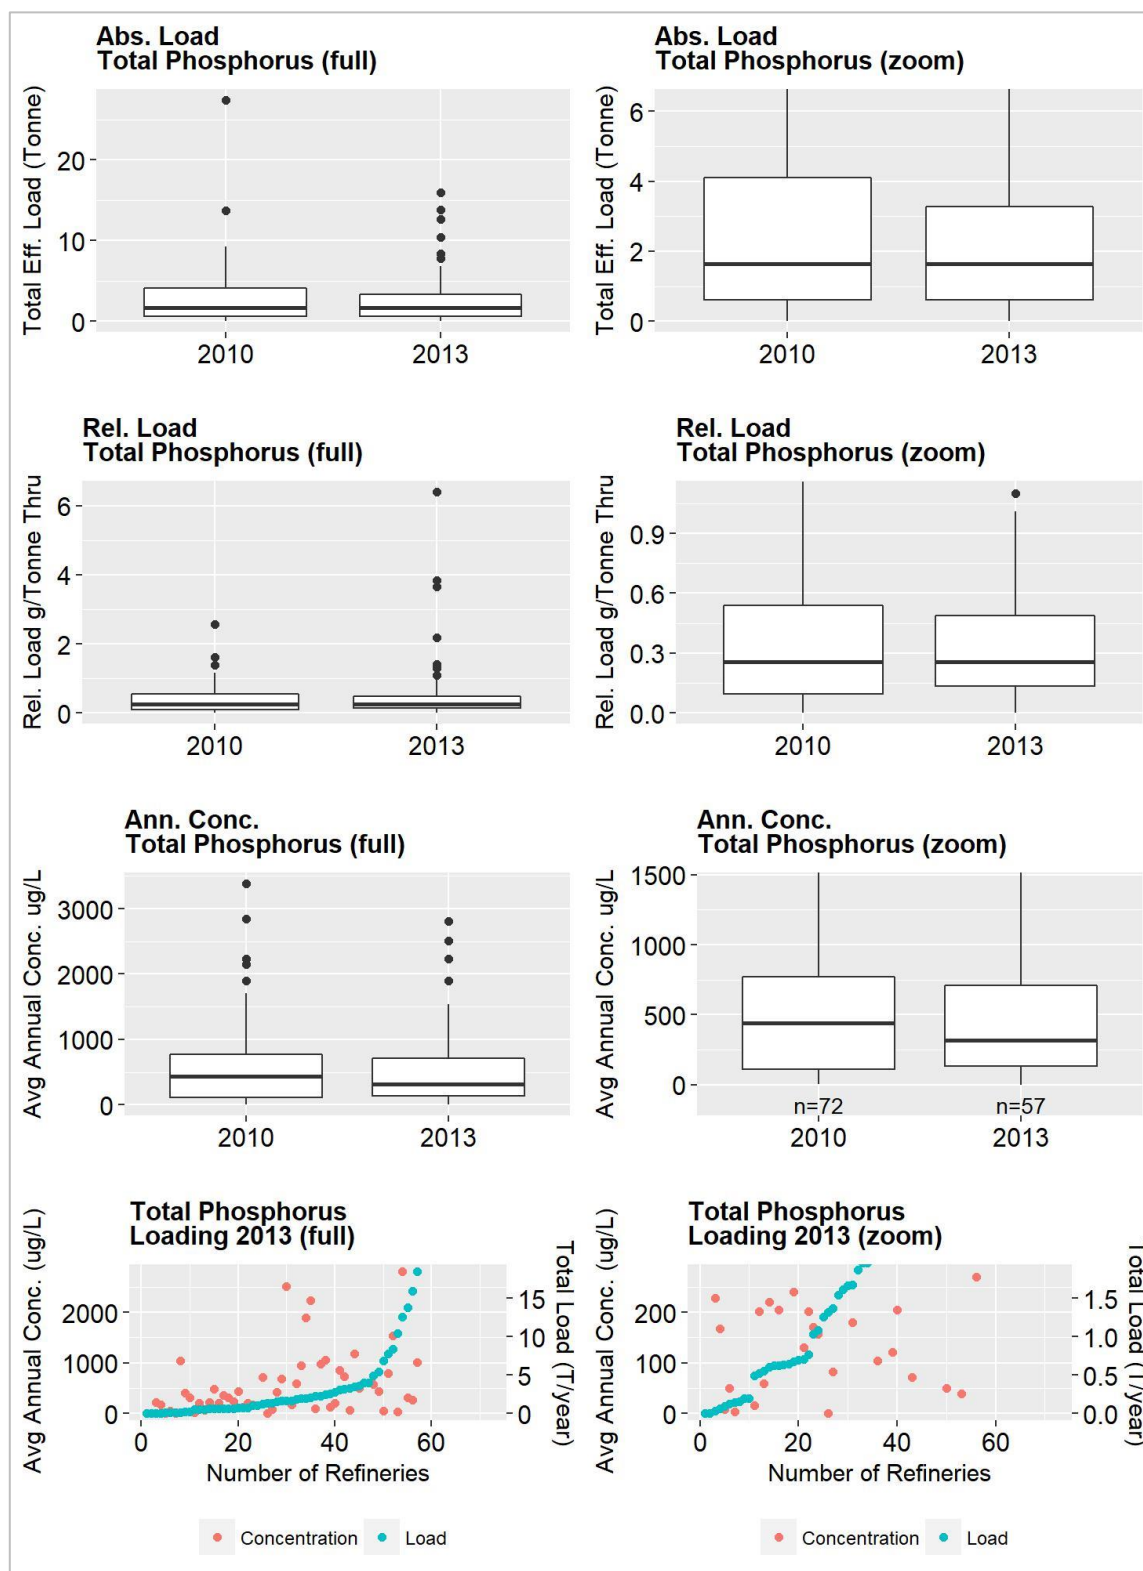 Abs. Load
Total Phosphorus (full)
Total Eff. Load (Tonne)
20
10
0
2010
2013
Abs. Load
Total Phosphorus (zoom)
Total Eff. Load (Tonne)
6
4
2
0
2010
2013
Rel. Load
Total Phosphorus (full)
Rel. Load g/Tonne Thru
6
4
2
0
2010
2013
Rel. Load
Total Phosphorus (zoom)
Rel. Load g/Tonne Thru
0.9
0.6
0.3
0.0
2010
2013
Ann. Conc.
Total Phosphorus (full)
Avg Annual Conc. ug/L
3000
2000
1000
0
2010
2013
Ann. Conc.
Total Phosphorus (zoom)
Avg Annual Conc. ug/L
1500
1000
500
0
n=72
n=57
2010
2013
Total Phosphorus
Loading 2013 (full)
Avg Annual Conc. (ug/L)
2000
1000
0
15
10
5
0
Total Load (T/year)
0
20
40
60
Number of Refineries
Concentration
Load
Total Phosphorus
Loading 2013 (zoom)
Avg Annual Conc. (ug/L)
200
100
0
1.5
1.0
0.5
0.0
Total Load (T/year)
0
20
40
60
Number of Refineries
Concentration
Load